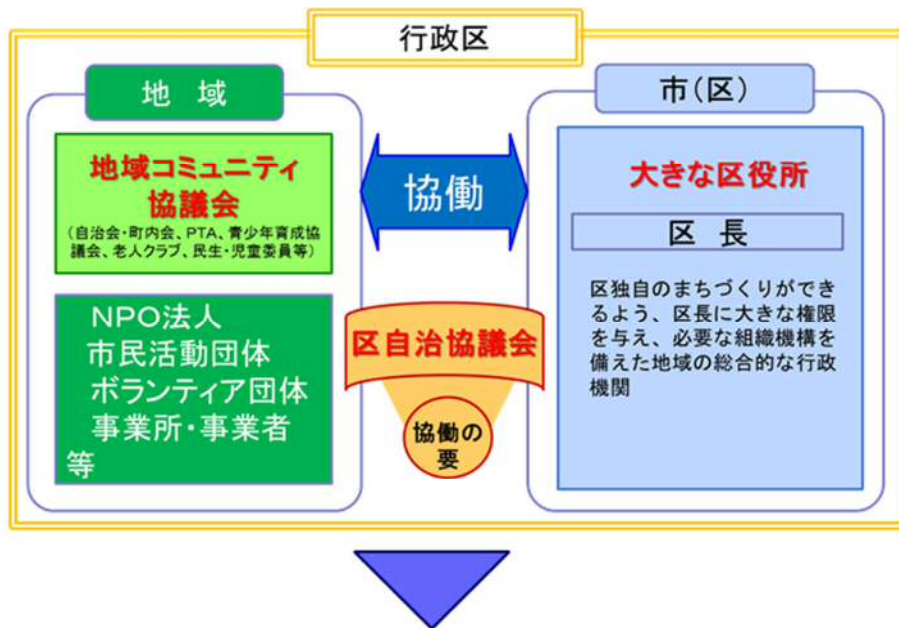 行政区
地 域
市(区)
地域コミュニティ
協議会
(自治会・町内会、PTA、青少年育成協
議会、老人クラブ、民生・児童委員等)
NPO法人
市民活動団体
ボランティア団体
事業所・事業者
等
協働
区自治協議会
協働の
要
大きな区役所
区 長
区独自のまちづくりができ
るよう、区長に大きな権限
を与え、必要な組織機構を
備えた地域の総合的な行政
機関